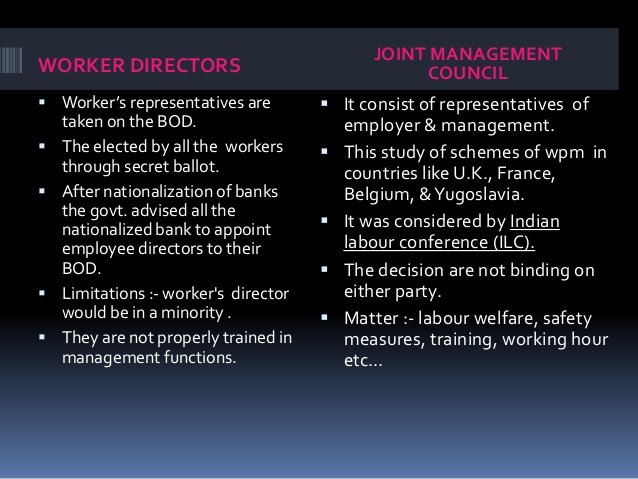 WORKER DIRECTORS
▪ Worker's representatives are
taken on the BOD.
▪ The elected by all the workers
through secret ballot.
▪ After nationalization of banks
the govt. advised all the
nationalized bank to appoint
employee directors to their
BOD.
▪ Limitations :- worker's director
would be in a minority .
▪ They are not properly trained in
management functions.
JOINT MANAGEMENT
COUNCIL
▪ It consist of representatives of
employer & management.
▪ This study of schemes of wpm in
countries like U.K., France,
Belgium, & Yugoslavia.
▪ It was considered by Indian
labour conference (ILC).
▪ The decision are not binding on
either party.
▪ Matter :- labour welfare, safety
measures, training, working hour
etc...